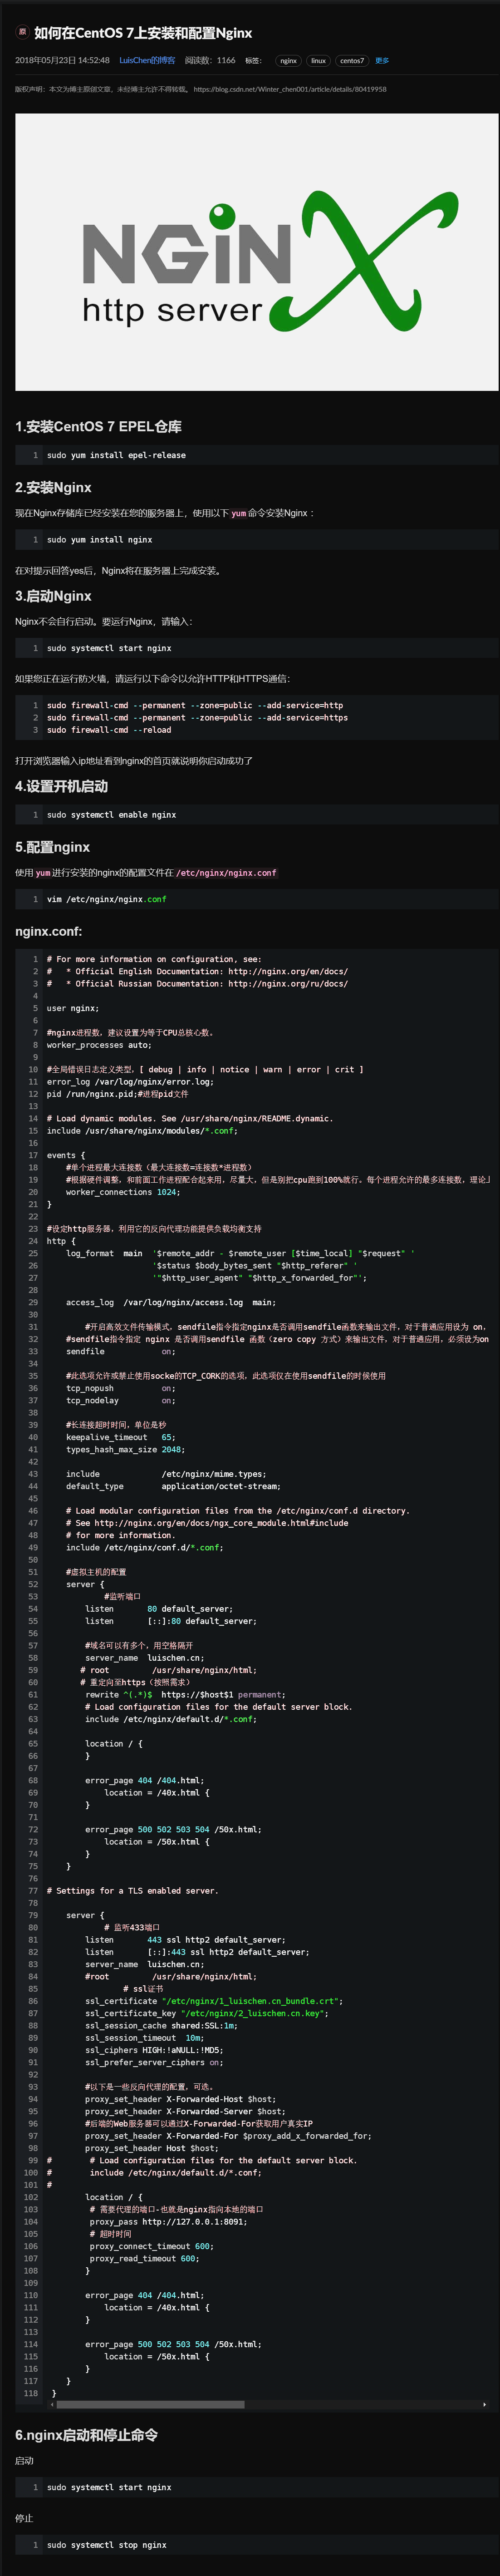 原 如何在CentOS 7上安装和配置Nginx
2018年05月23日 14:52:48 LuisChen的博客 阅读数：1166 标签： nginx linux centos7 更多
版权声明：本文为博主原创文章，未经博主允许不得转载。 https://blog.csdn.net/Winter_chen001/article/details/80419958
NGiNX
http server
1.安装CentOS 7 EPEL仓库
1 sudo yum install epel-release
2.安装Nginx
现在Nginx存储库已经安装在您的服务器上，使用以下yum命令安装Nginx ：
1 sudo yum install nginx
在对提示回答yes后，Nginx将在服务器上完成安装。
3.启动Nginx
Nginx不会自行启动。要运行Nginx，请输入：
1 sudo systemctl start nginx
如果您正在运行防火墙，请运行以下命令以允许HTTP和HTTPS通信：
1 sudo firewall-cmd --permanent --zone=public --add-service=http
2 sudo firewall-cmd --permanent --zone=public --add-service=https
3 sudo firewall-cmd --reload
打开浏览器输入ip地址看到nginx的首页就说明你启动成功了
4.设置开机启动
1 sudo systemctl enable nginx
5.配置nginx
使用yum进行安装的nginx的配置文件在/etc/nginx/nginx.conf
1 vim /etc/nginx/nginx.conf
nginx.conf:
1 # For more information on configuration, see:
2 #   * Official English Documentation: http://nginx.org/en/docs/
3 #   * Official Russian Documentation: http://nginx.org/ru/docs/
4
5 user nginx;
6
7 #nginx进程数，建议设置为等于CPU总核心数。
8 worker_processes auto;
9
10 #全局错误日志定义类型，[ debug | info | notice | warn | error | crit ]
11 error_log /var/log/nginx/error.log;
12 pid /run/nginx.pid;#进程pid文件
13
14 # Load dynamic modules. See /usr/share/nginx/README.dynamic.
15 include /usr/share/nginx/modules/*.conf;
16
17 events {
18     #单个进程最大连接数（最大连接数=连接数*进程数）
19     #根据硬件调整，和前面工作进程配合起来用，尽量大，但是别把cpu跑到100%就行。每个进程允许的最多连接数，理论上
20     worker_connections 1024;
21 }
22
23 #设定http服务器，利用它的反向代理功能提供负载均衡支持
24 http {
25     log_format  main  '$remote_addr - $remote_user [$time_local] "$request" '
26                       '$status $body_bytes_sent "$http_referer" '
27                       '"$http_user_agent" "$http_x_forwarded_for"';
28
29     access_log  /var/log/nginx/access.log  main;
30
31         #开启高效文件传输模式，sendfile指令指定nginx是否调用sendfile函数来输出文件，对于普通应用设为 on，
32     #sendfile指令指定 nginx 是否调用sendfile 函数（zero copy 方式）来输出文件，对于普通应用，必须设为on
33     sendfile            on;
34
35     #此选项允许或禁止使用socke的TCP_CORK的选项，此选项仅在使用sendfile的时候使用
36     tcp_nopush          on;
37     tcp_nodelay         on;
38
39     #长连接超时时间，单位是秒
40     keepalive_timeout   65;
41     types_hash_max_size 2048;
42
43     include             /etc/nginx/mime.types;
44     default_type        application/octet-stream;
45
46     # Load modular configuration files from the /etc/nginx/conf.d directory.
47     # See http://nginx.org/en/docs/ngx_core_module.html#include
48     # for more information.
49     include /etc/nginx/conf.d/*.conf;
50
51     #虚拟主机的配置
52     server {
53             #监听端口
54         listen       80 default_server;
55         listen       [::]:80 default_server;
56
57         #域名可以有多个，用空格隔开
58         server_name  luischen.cn;
59        # root         /usr/share/nginx/html;
60        # 重定向至https（按照需求）
61         rewrite ^(.*)$  https://$host$1 permanent;
62         # Load configuration files for the default server block.
63         include /etc/nginx/default.d/*.conf;
64
65         location / {
66         }
67
68         error_page 404 /404.html;
69             location = /40x.html {
70         }
71
72         error_page 500 502 503 504 /50x.html;
73             location = /50x.html {
74         }
75     }
76
77 # Settings for a TLS enabled server.
78
79     server {
80             # 监听433端口
81         listen       443 ssl http2 default_server;
82         listen       [::]:443 ssl http2 default_server;
83         server_name  luischen.cn;
84         #root         /usr/share/nginx/html;
85                 # ssl证书
86         ssl_certificate "/etc/nginx/1_luischen.cn_bundle.crt";
87         ssl_certificate_key "/etc/nginx/2_luischen.cn.key";
88         ssl_session_cache shared:SSL:1m;
89         ssl_session_timeout  10m;
90         ssl_ciphers HIGH:!aNULL:!MD5;
91         ssl_prefer_server_ciphers on;
92
93         #以下是一些反向代理的配置，可选。
94         proxy_set_header X-Forwarded-Host $host;
95         proxy_set_header X-Forwarded-Server $host;
96         #后端的Web服务器可以通过X-Forwarded-For获取用户真实IP
97         proxy_set_header X-Forwarded-For $proxy_add_x_forwarded_for;
98         proxy_set_header Host $host;
99 #        # Load configuration files for the default server block.
100 #        include /etc/nginx/default.d/*.conf;
101 #
102         location / {
103          # 需要代理的端口-也就是nginx指向本地的端口
104          proxy_pass http://127.0.0.1:8091;
105          # 超时时间
106          proxy_connect_timeout 600;
107          proxy_read_timeout 600;
108         }
109
110         error_page 404 /404.html;
111             location = /40x.html {
112         }
113
114         error_page 500 502 503 504 /50x.html;
115             location = /50x.html {
116         }
117     }
118  }
6.nginx启动和停止命令
启动
1 sudo systemctl start nginx
停止
1 sudo systemctl stop nginx